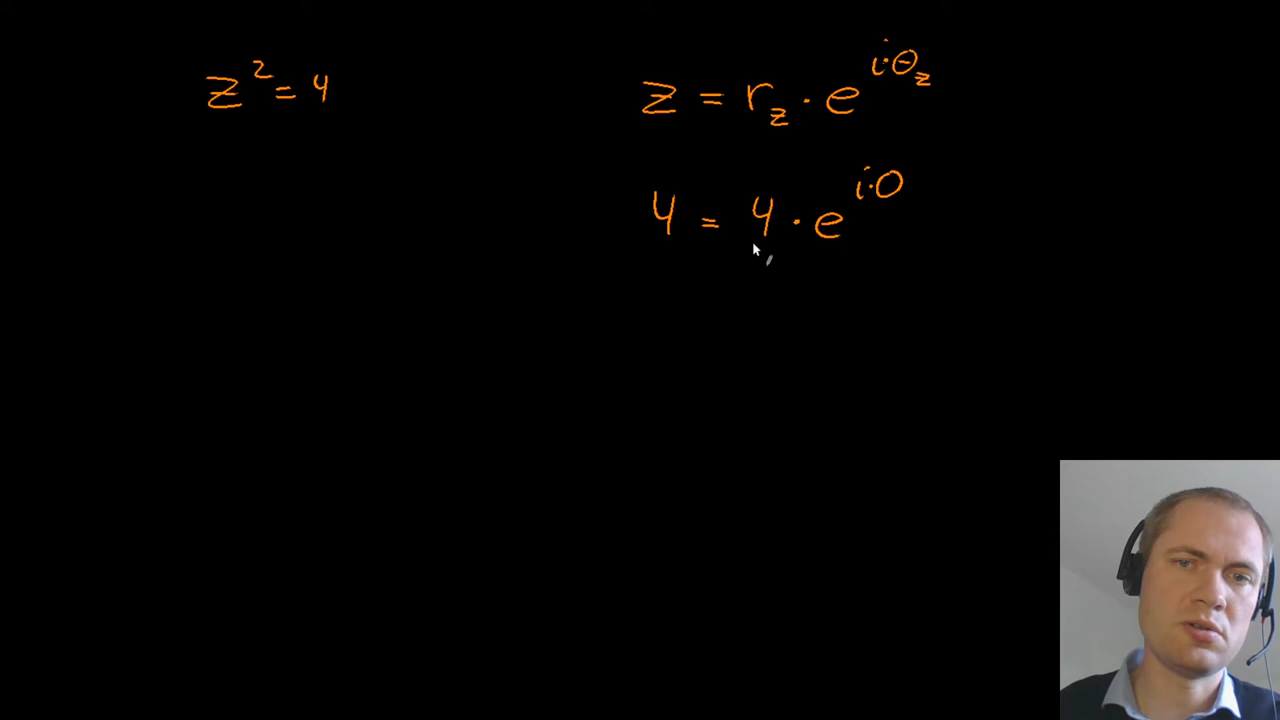 z² = 4
z = r_z · e^{i·θ_z}
4 = 4 · e^{i·0}